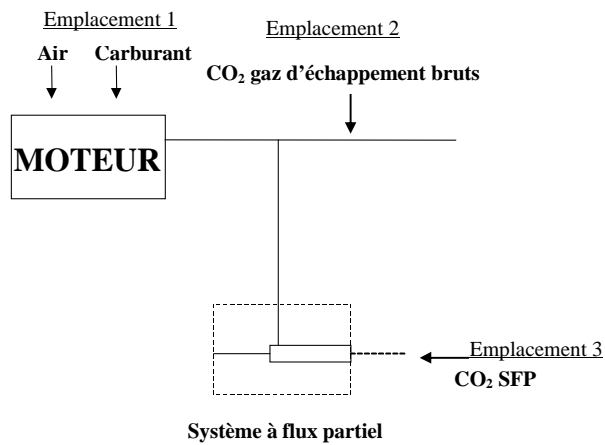 Emplacement 1
Air Carburant
Emplacement 2
CO₂ gaz d'échappement bruts
MOTEUR
Emplacement 3
CO₂ SFP
Système à flux partiel